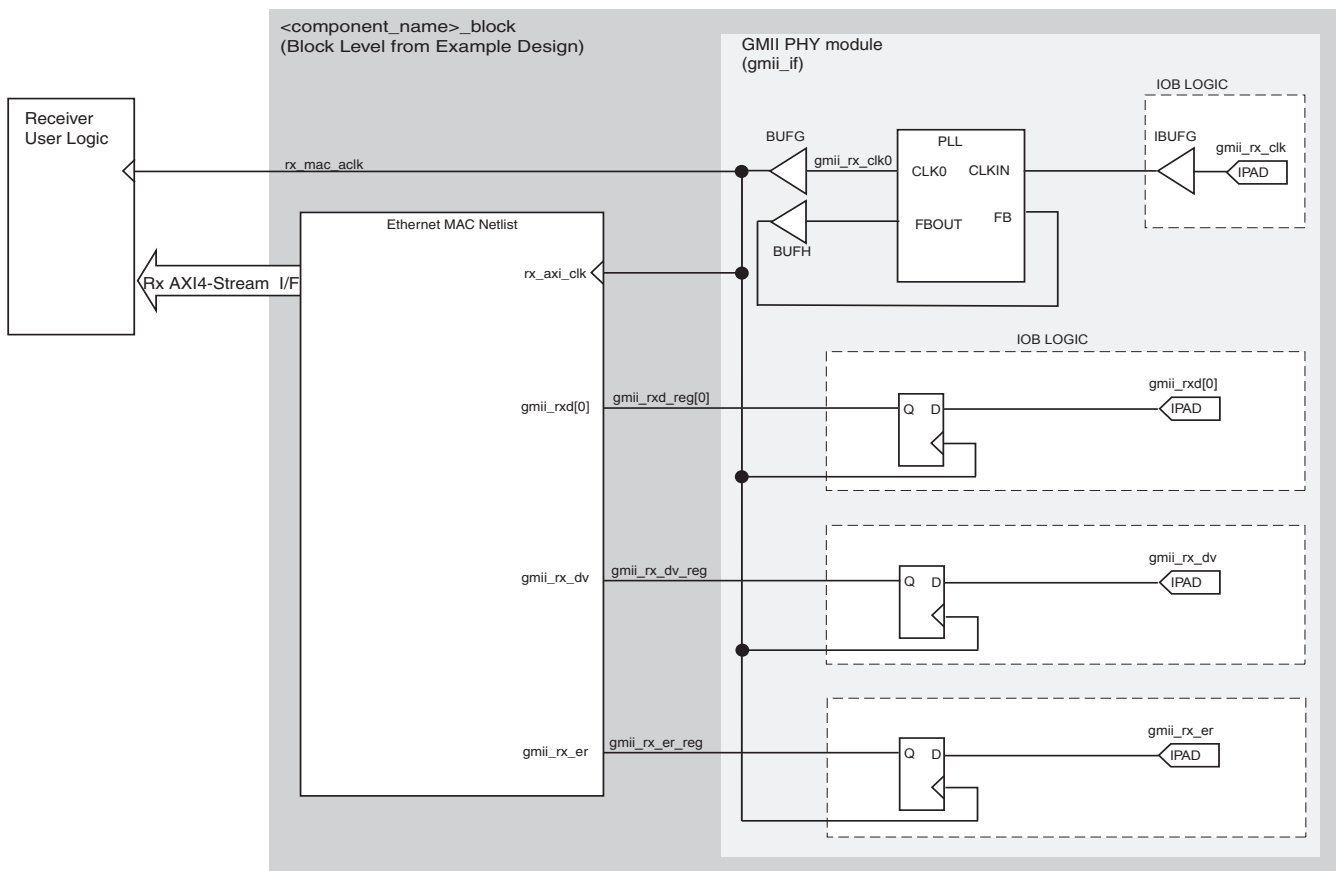 <component_name>_block
(Block Level from Example Design)
GMII PHY module
(gmii_if)
IOB LOGIC
Receiver
User Logic
BUFG
PLL
IBUFG
gmii_rx_clk
rx_mac_aclk
gmii_rx_clk0
CLK0
CLKIN
IPAD
Ethernet MAC Netlist
FBOUT
FB
BUFH
rx_axi_clk
Rx AXI4-Stream I/F
IOB LOGIC
gmii_rxd[0]
gmii_rxd_reg[0]
Q
D
gmii_rxd[0]
IPAD
gmii_rx_dv
gmii_rx_dv_reg
Q
D
gmii_rx_dv
IPAD
gmii_rx_er
gmii_rx_er_reg
Q
D
gmii_rx_er
IPAD